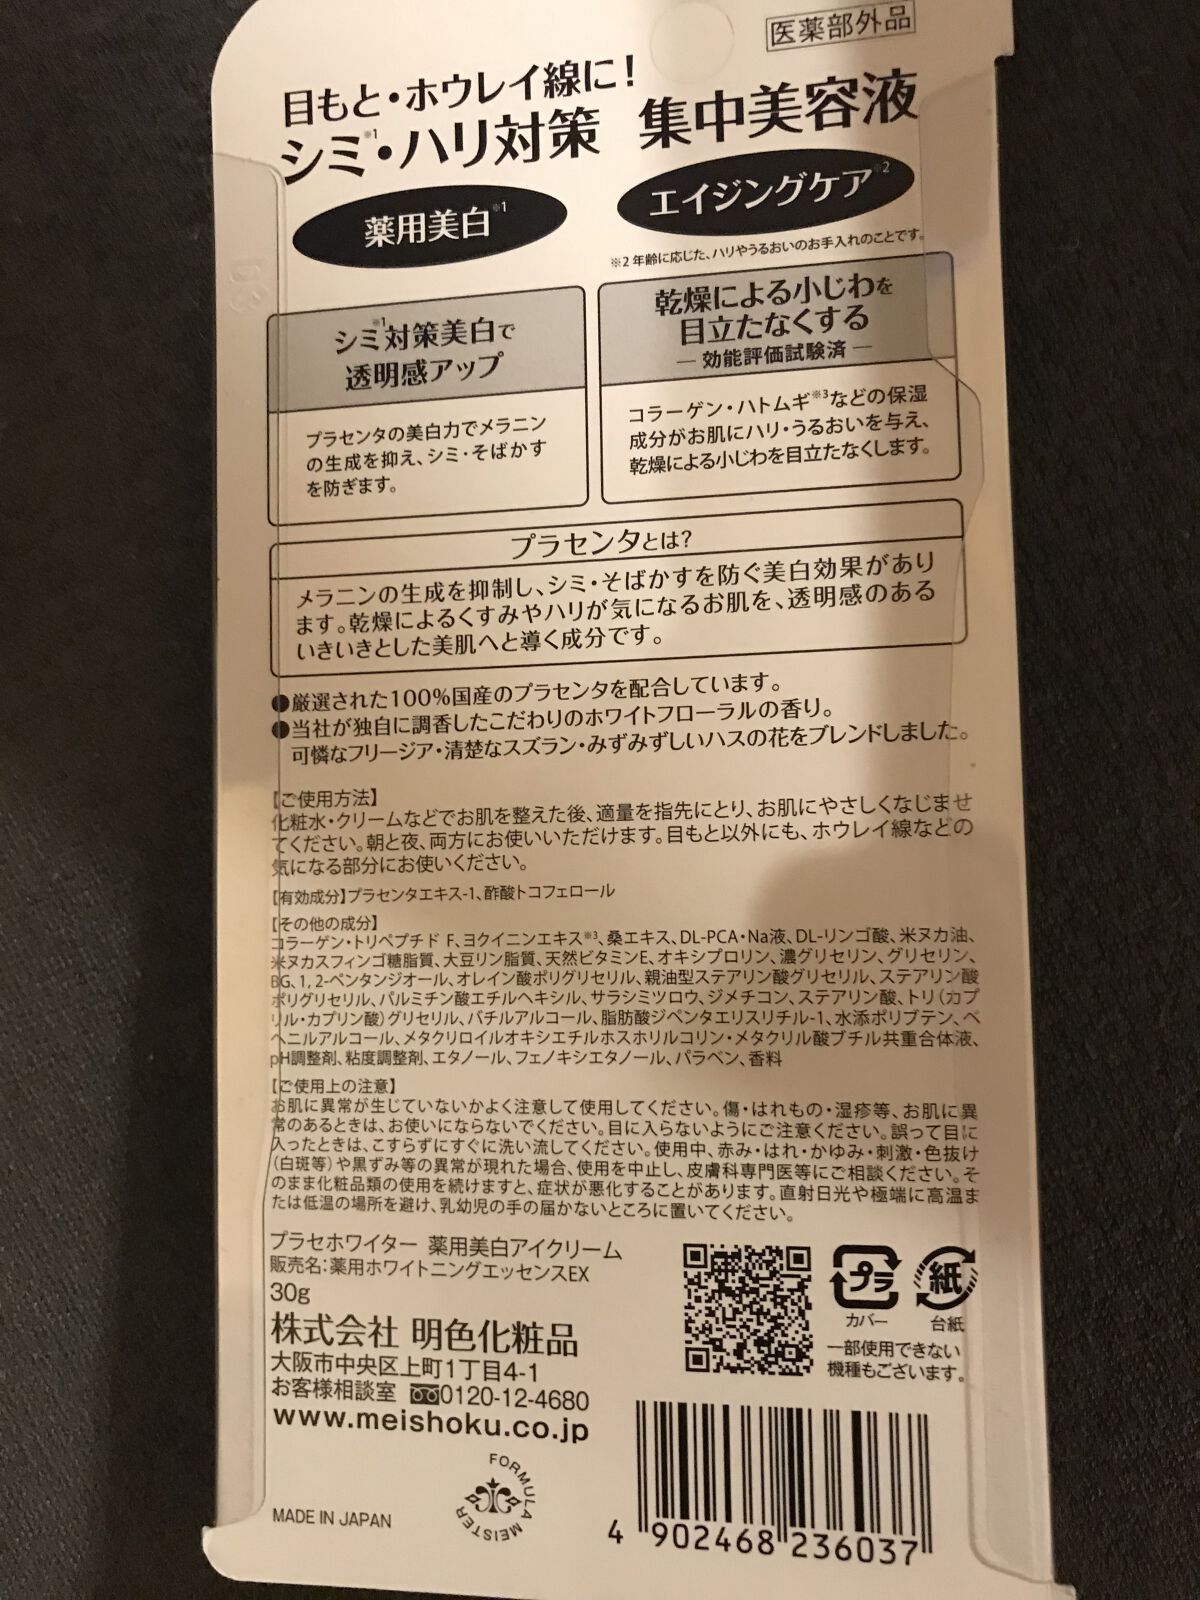 医薬部外品
目もと・ホウレイ線に!
シミ※1・ハリ対策 集中美容液
薬用美白※1
エイジングケア※2
※2 年齢に応じた、ハリやうるおいのお手入れのことです。
シミ※1対策美白で
透明感アップ
プラセンタの美白力でメラニン
の生成を抑え、シミ・そばかす
を防ぎます。
乾燥による小じわを
目立たなくする
― 効能評価試験済 ―
コラーゲン・ハトムギ※3などの保湿
成分がお肌にハリ・うるおいを与え、
乾燥による小じわを目立たなくします。
プラセンタとは?
メラニンの生成を抑制し、シミ・そばかすを防ぐ美白効果があり
ます。乾燥によるくすみやハリが気になるお肌を、透明感のある
いきいきとした美肌へと導く成分です。
●厳選された100%国産のプラセンタを配合しています。
●当社が独自に調香したこだわりのホワイトフローラルの香り。
可憐なフリージア・清楚なスズラン・みずみずしいハスの花をブレンドしました。
【ご使用方法】
化粧水・クリームなどでお肌を整えた後、適量を指先にとり、お肌にやさしくなじませ
てください。朝と夜、両方にお使いいただけます。目もと以外にも、ホウレイ線などの
気になる部分にお使いください。
【有効成分】プラセンタエキス-1、酢酸トコフェロール
【その他の成分】
コラーゲン・トリペプチド F、ヨクイニンエキス※3、桑エキス、DL-PCA・Na液、DL-リンゴ酸、米ヌカ油、
米ヌカスフィンゴ糖脂質、大豆リン脂質、天然ビタミンE、オキシプロリン、濃グリセリン、グリセリン、
BG、1, 2-ペンタンジオール、オレイン酸ポリグリセリル、親油型ステアリン酸グリセリル、ステアリン酸
ポリグリセリル、パルミチン酸エチルヘキシル、サラシミツロウ、ジメチコン、ステアリン酸、トリ(カプ
リル・カプリン酸)グリセリル、バチルアルコール、脂肪酸ジペンタエリスリチル-1、水添ポリブテン、ベ
ヘニルアルコール、メタクリロイルオキシエチルホスホリルコリン・メタクリル酸ブチル共重合体液、
pH調整剤、粘度調整剤、エタノール、フェノキシエタノール、パラベン、香料
【ご使用上の注意】
お肌に異常が生じていないかよく注意して使用してください。傷・はれもの・湿疹等、お肌に異
常のあるときは、お使いにならないでください。目に入らないようにご注意ください。誤って目に
入ったときは、こすらずにすぐに洗い流してください。使用中、赤み・はれ・かゆみ・刺激・色抜け
(白斑等)や黒ずみ等の異常が現れた場合、使用を中止し、皮膚科専門医等にご相談ください。そ
のまま化粧品類の使用を続けますと、症状が悪化することがあります。直射日光や極端に高温ま
たは低温の場所を避け、乳幼児の手の届かないところに置いてください。
プラセホワイター 薬用美白アイクリーム
販売名:薬用ホワイトニングエッセンスEX
30g
株式会社 明色化粧品
大阪市中央区上町1丁目4-1
お客様相談室 0120-12-4680
www.meishoku.co.jp
プラ
カバー
紙
台紙
一部使用できない
機種もございます。
FORMULA MEISTER
MADE IN JAPAN
4 902468 236037